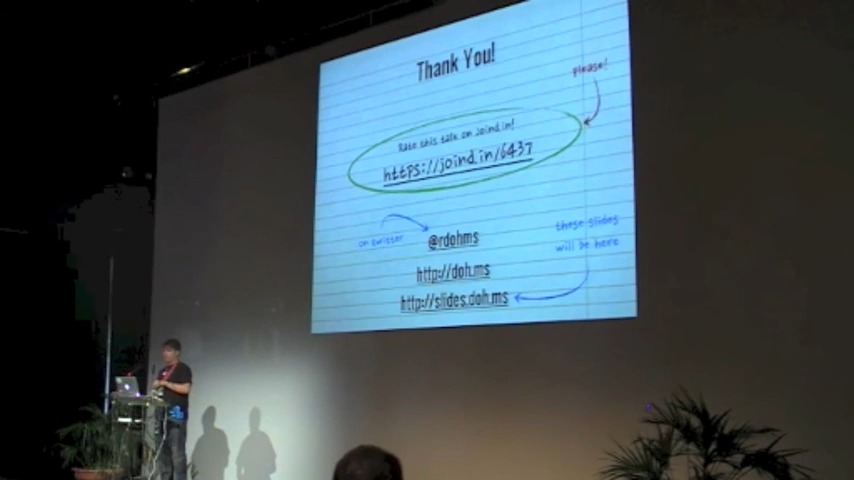 Thank You!
please!
Rate this talk on joind.in!
https://joind.in/6437
on twitter
@rdohms
these slides
will be here
http://doh.ms
http://slides.doh.ms